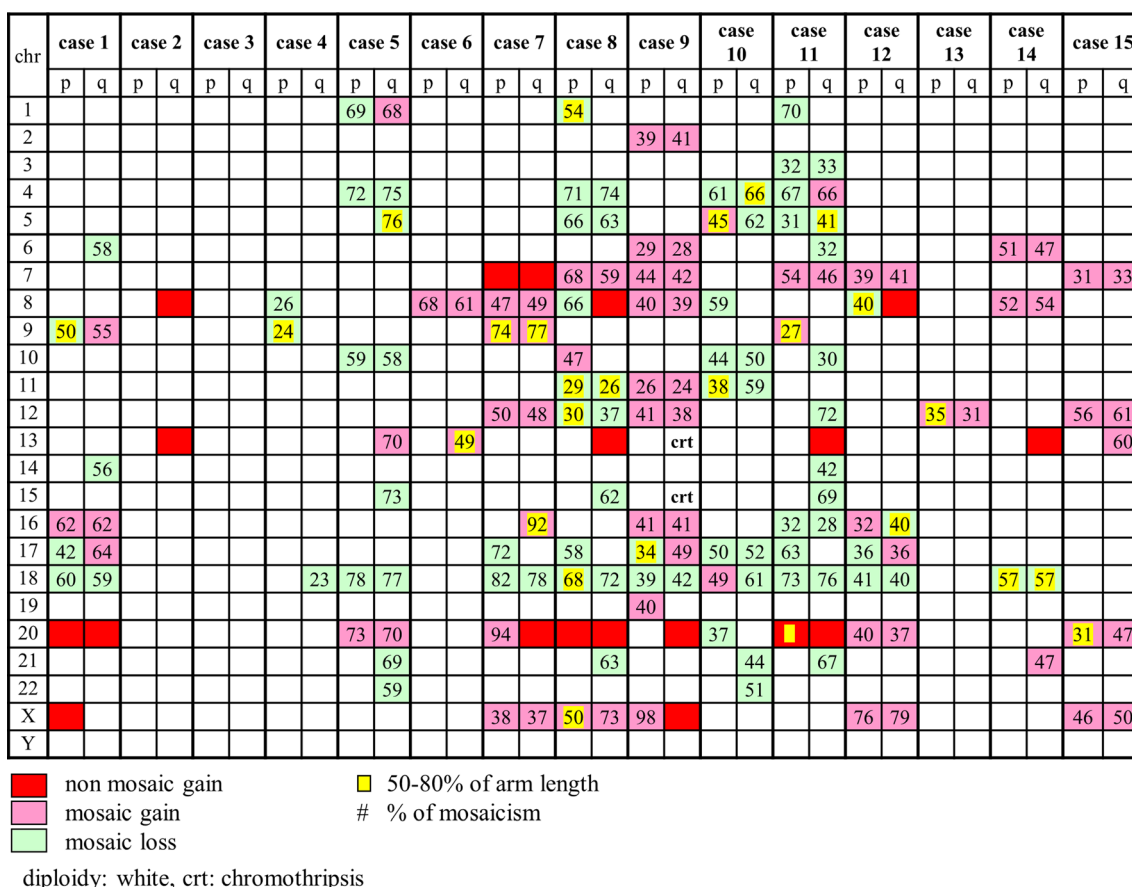 chr case 1 case 2 case 3 case 4 case 5 case 6 case 7 case 8 case 9 case 10 case 11 case 12 case 13 case 14 case 15
p q p q p q p q p q p q p q p q p q p q p q p q p q p q p q
1 69 68 54 70
2 39 41
3 32 33
4 72 75 71 74 61 66 67 66
5 76 66 63 45 62 31 41
6 58 29 28 32 51 47
7 68 59 44 42 54 46 39 41 31 33
8 26 68 61 47 49 66 40 39 59 40 52 54
9 50 55 24 74 77 27
10 59 58 47 44 50 30
11 29 26 26 24 38 59
12 50 48 30 37 41 38 72 35 31 56 61
13 70 49 crt 60
14 56 42
15 73 62 crt 69
16 62 62 92 41 41 32 28 32 40
17 42 64 72 58 34 49 50 52 63 36 36
18 60 59 23 78 77 82 78 68 72 39 42 49 61 73 76 41 40 57 57
19 40
20 73 70 94 37 40 37 31 47
21 69 63 44 67 47
22 59 51
X 38 37 50 73 98 76 79 46 50
Y
non mosaic gain
mosaic gain
mosaic loss
50-80% of arm length
# % of mosaicism
diploidy: white, crt: chromothripsis